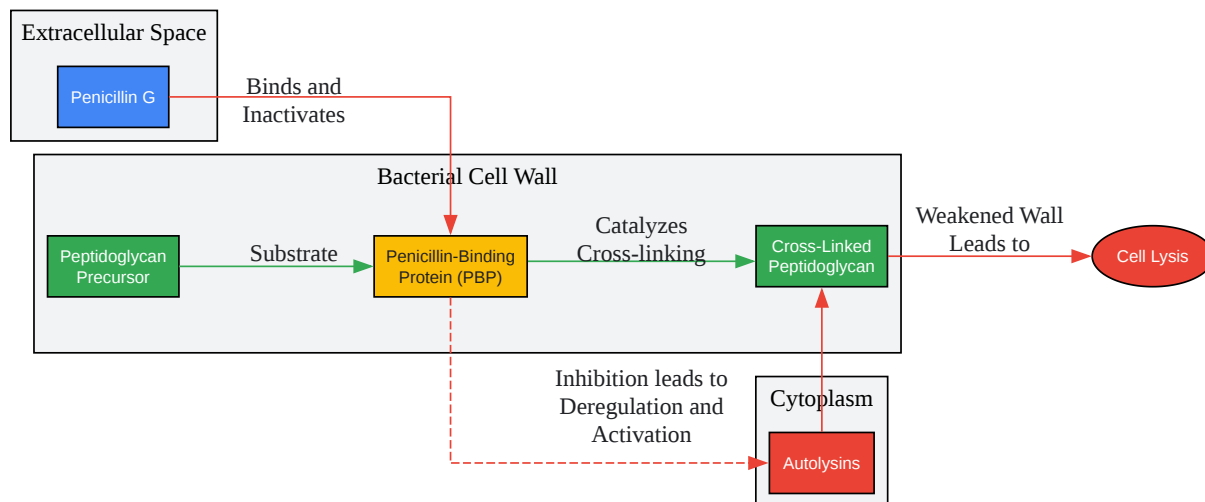 Extracellular Space
Penicillin G
Binds and
Inactivates
Bacterial Cell Wall
Peptidoglycan
Precursor
Substrate
Penicillin-Binding
Protein (PBP)
Catalyzes
Cross-linking
Cross-Linked
Peptidoglycan
Weakened Wall
Leads to
Cell Lysis
Inhibition leads to
Deregulation and
Activation
Cytoplasm
Autolysins